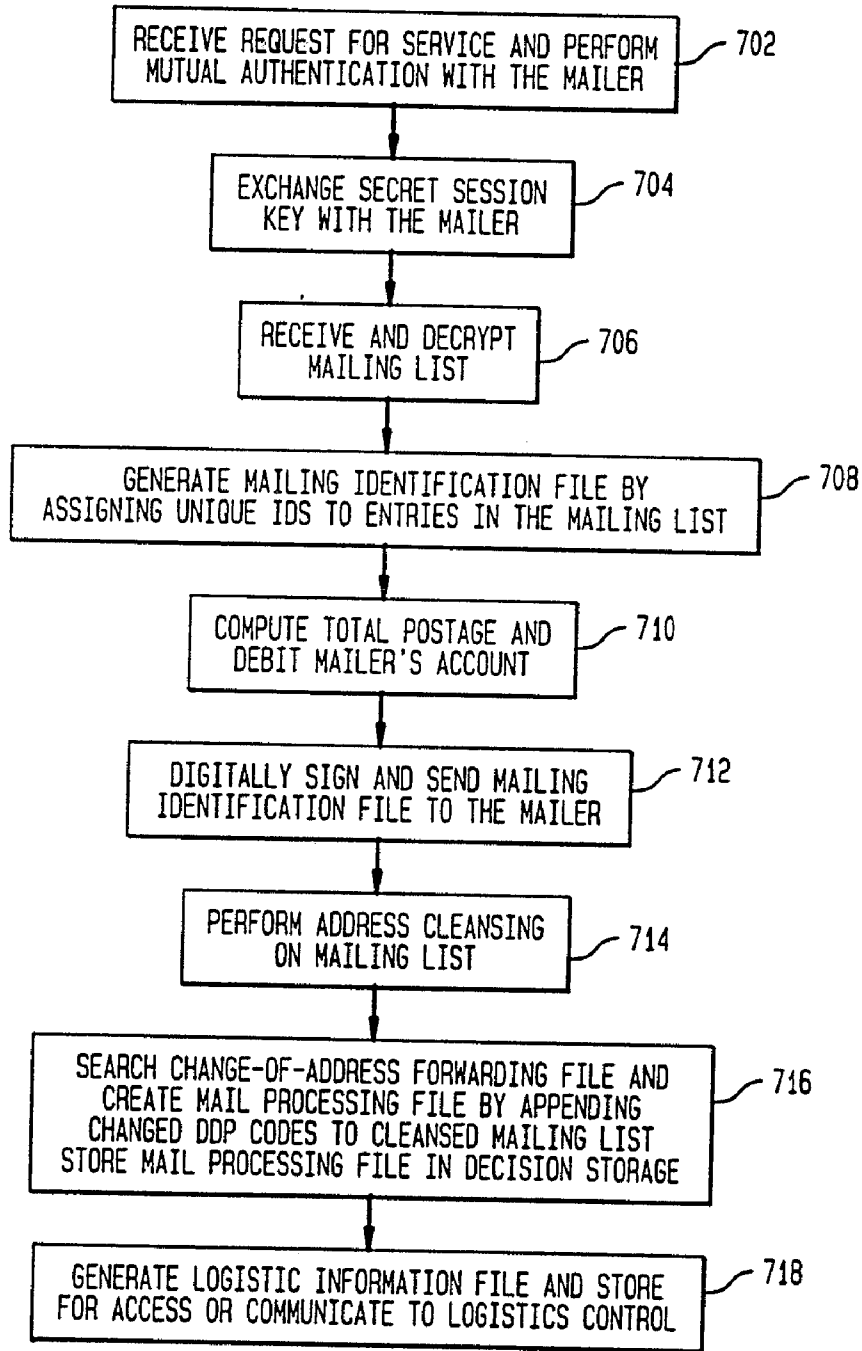 RECEIVE REQUEST FOR SERVICE AND PERFORM
MUTUAL AUTHENTICATION WITH THE MAILER
702
EXCHANGE SECRET SESSION
KEY WITH THE MAILER
704
RECEIVE AND DECRYPT
MAILING LIST
706
GENERATE MAILING IDENTIFICATION FILE BY
ASSIGNING UNIQUE IDS TO ENTRIES IN THE MAILING LIST
708
COMPUTE TOTAL POSTAGE AND
DEBIT MAILER'S ACCOUNT
710
DIGITALLY SIGN AND SEND MAILING
IDENTIFICATION FILE TO THE MAILER
712
PERFORM ADDRESS CLEANSING
ON MAILING LIST
714
SEARCH CHANGE-OF-ADDRESS FORWARDING FILE AND
CREATE MAIL PROCESSING FILE BY APPENDING
CHANGED DDP CODES TO CLEANSED MAILING LIST
STORE MAIL PROCESSING FILE IN DECISION STORAGE
716
GENERATE LOGISTIC INFORMATION FILE AND STORE
FOR ACCESS OR COMMUNICATE TO LOGISTICS CONTROL
718